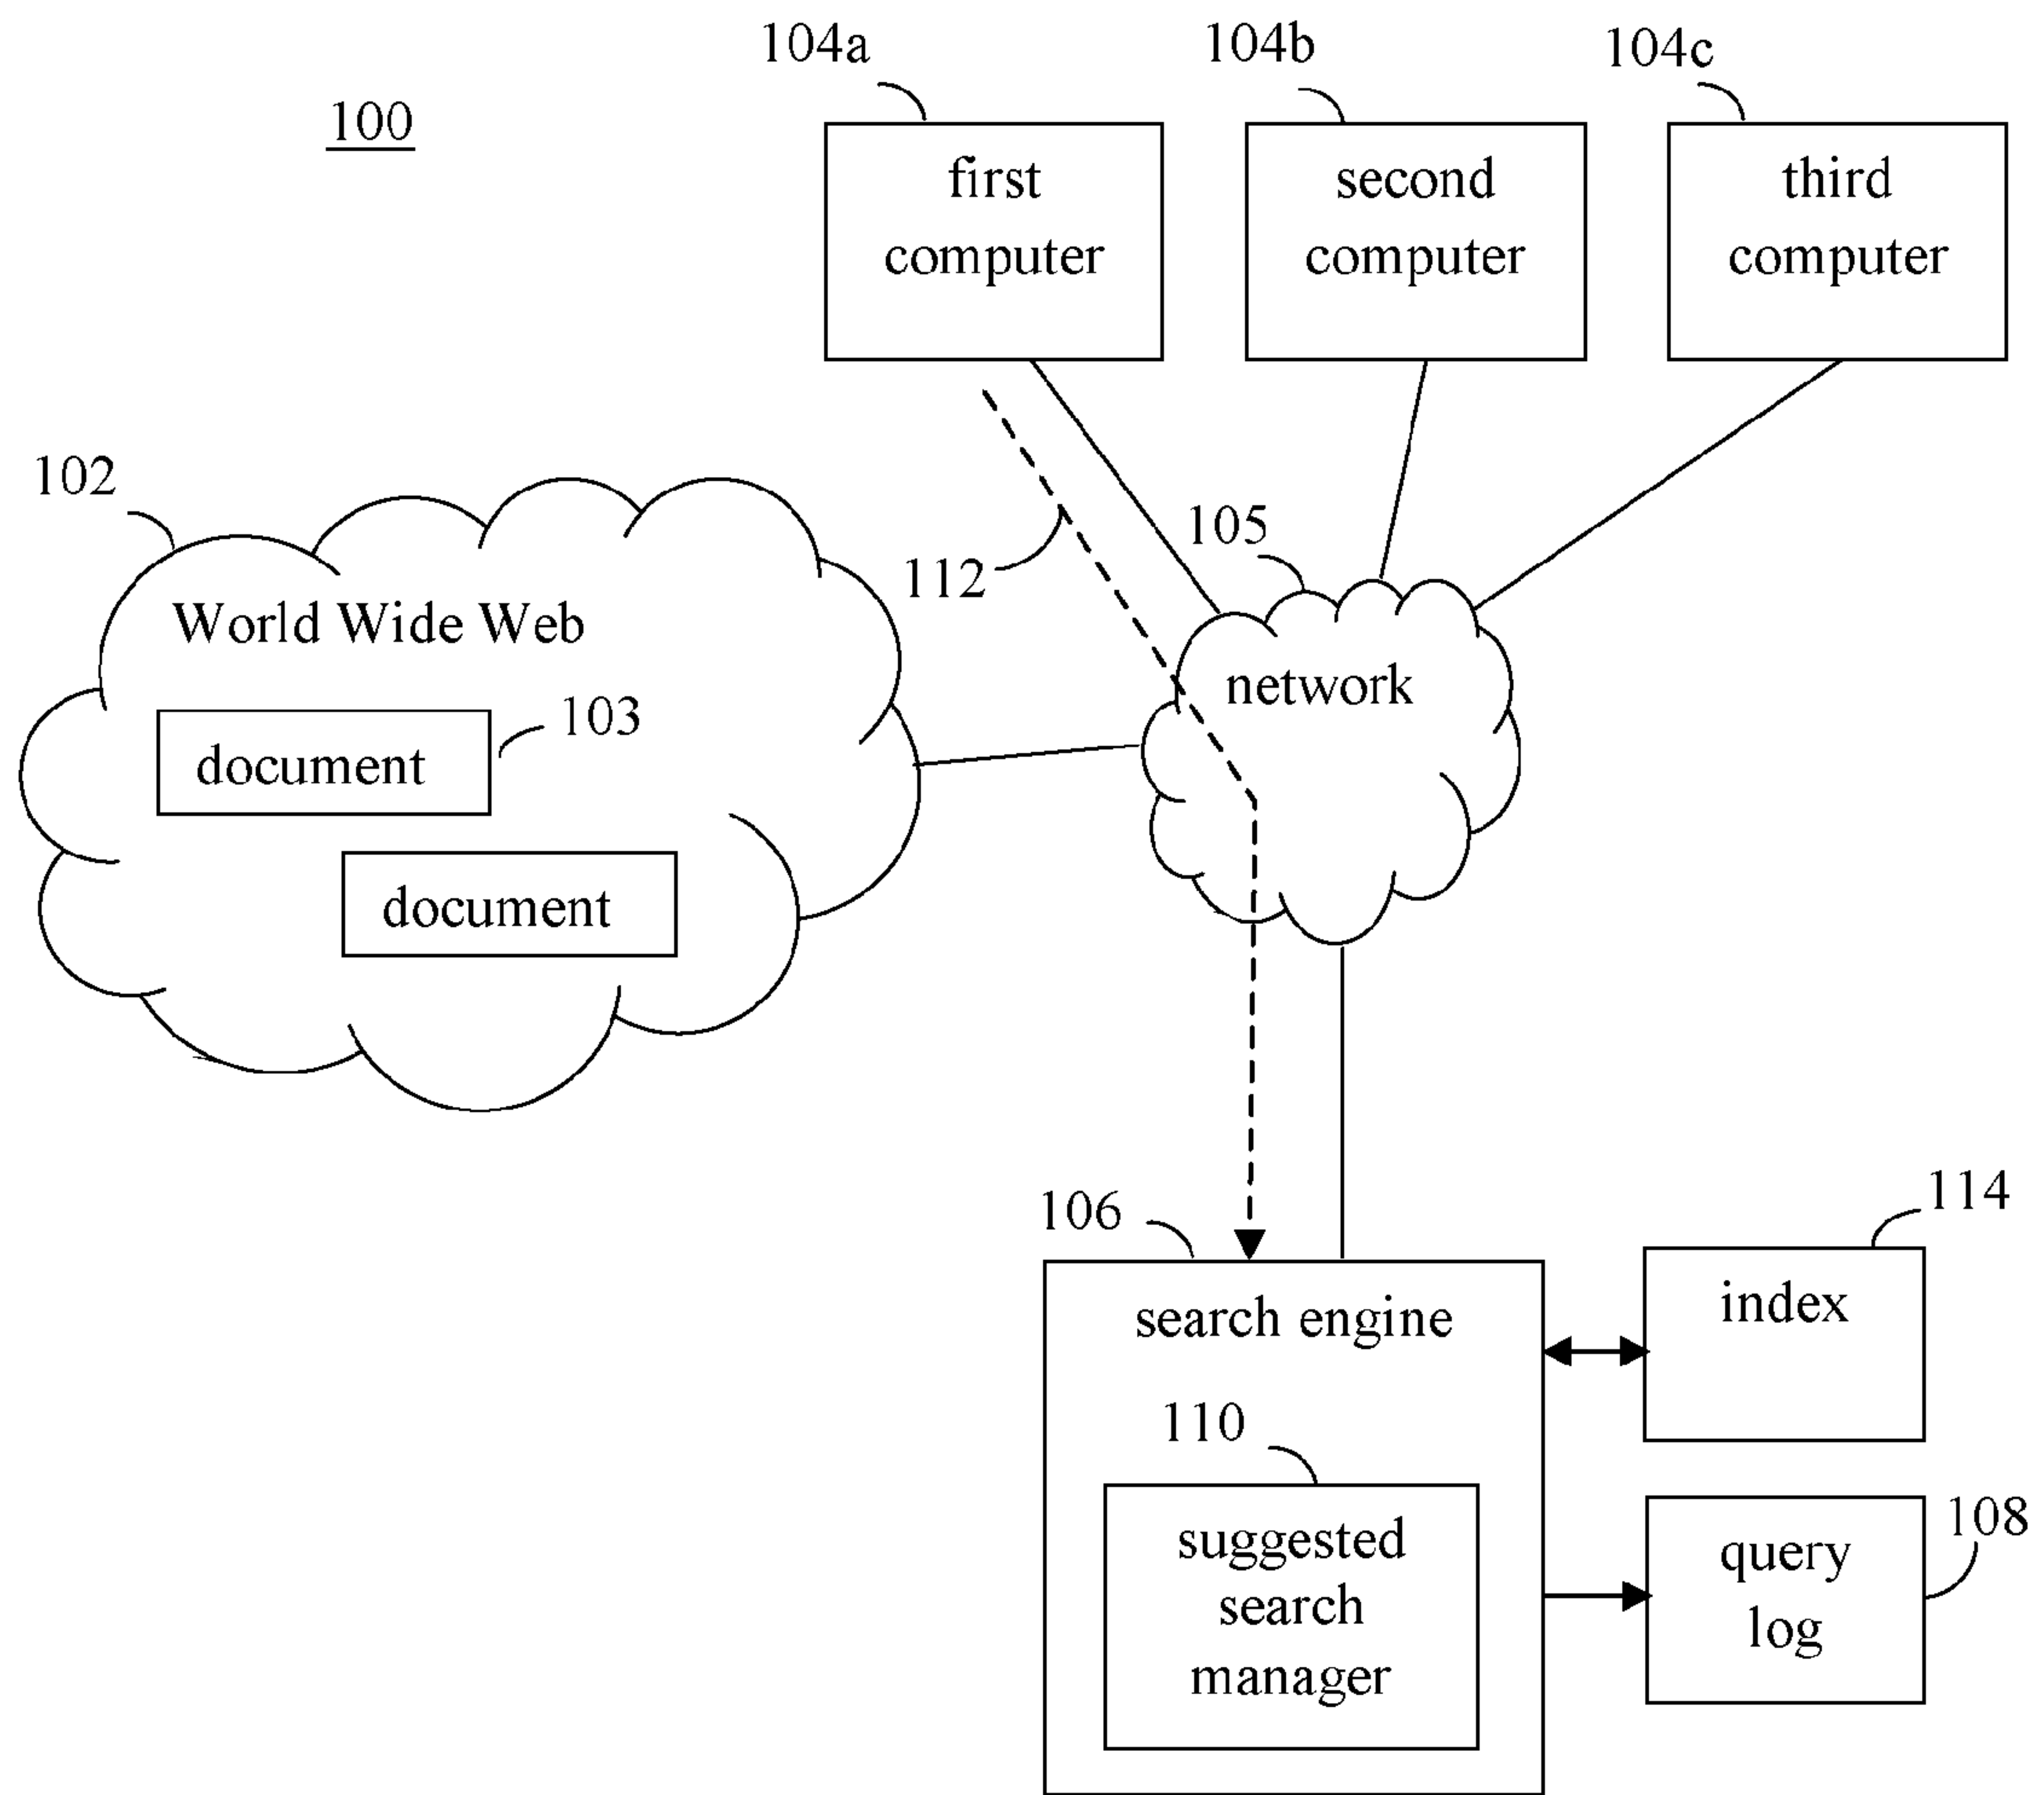 104a
104b
104c
100
first
computer
second
computer
third
computer
102
105
112
World Wide Web
network
103
document
document
114
106
index
search engine
110
108
suggested
search
manager
query
log